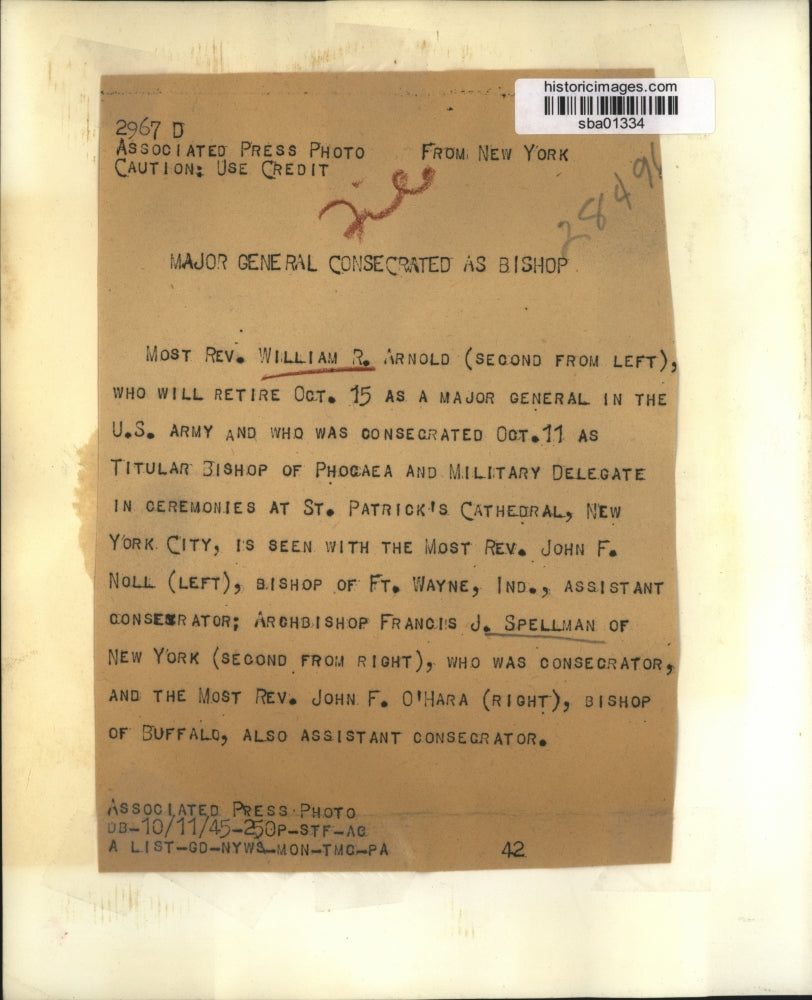 historicimages.com
sba01334
2967 D
ASSOCIATED PRESS PHOTO FROM NEW YORK
CAUTION: USE CREDIT
file
28494
MAJOR GENERAL CONSECRATED AS BISHOP
MOST REV. WILLIAM R. ARNOLD (SECOND FROM LEFT),
WHO WILL RETIRE OCT. 15 AS A MAJOR GENERAL IN THE
U.S. ARMY AND WHO WAS CONSECRATED OCT.11 AS
TITULAR BISHOP OF PHOCAEA AND MILITARY DELEGATE
IN CEREMONIES AT ST. PATRICK'S CATHEDRAL, NEW
YORK CITY, IS SEEN WITH THE MOST REV. JOHN F.
NOLL (LEFT), BISHOP OF FT. WAYNE, IND., ASSISTANT
CONSECRATOR; ARCHBISHOP FRANCIS J. SPELLMAN OF
NEW YORK (SECOND FROM RIGHT), WHO WAS CONSECRATOR,
AND THE MOST REV. JOHN F. O'HARA (RIGHT), BISHOP
OF BUFFALO, ALSO ASSISTANT CONSECRATOR.
ASSOCIATED PRESS PHOTO
DB-10/11/45-250P-STF-AG
A LIST-GD-NYWS-MON-TMC-PA 42